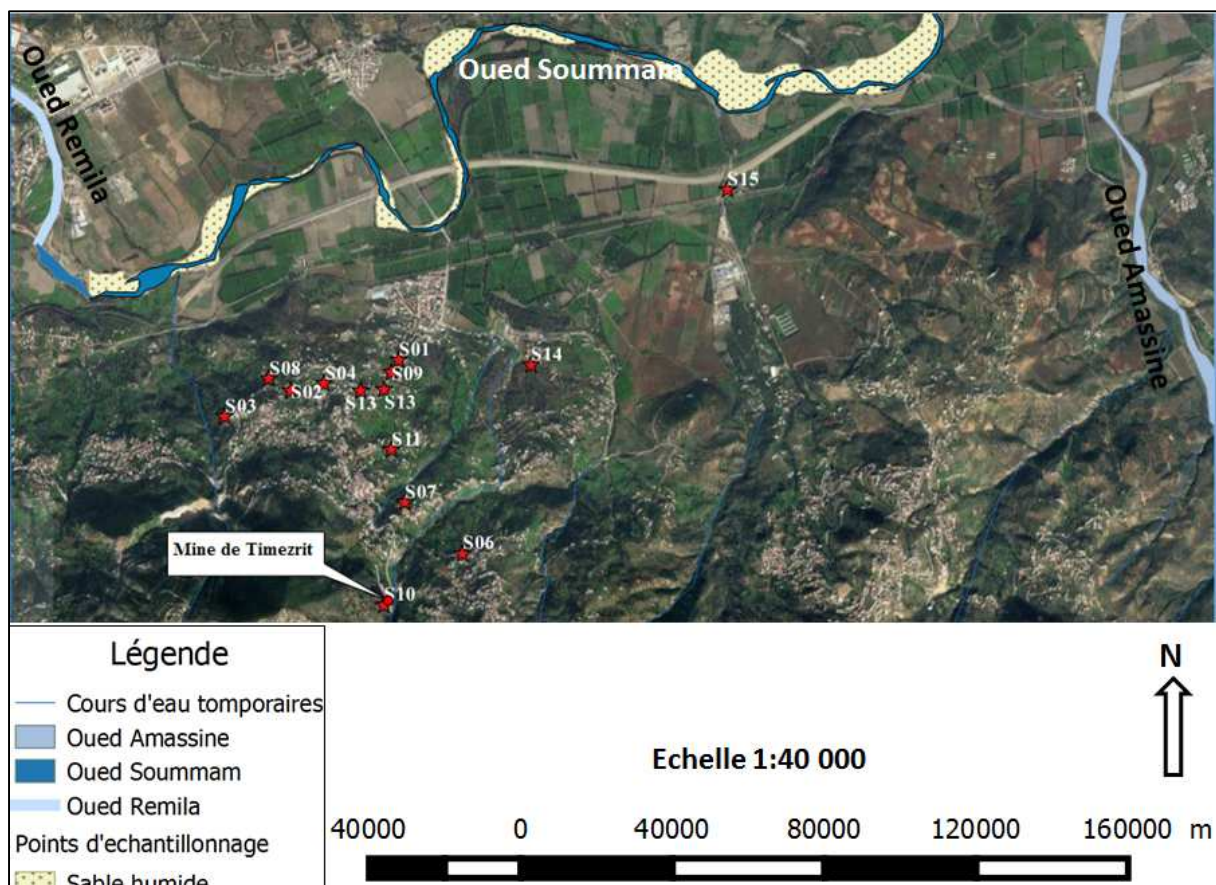 Oued Remila
Oued Soummam
Oued Amassine
S15
S01
S14
S08
S04
S09
S02
S13
S13
S03
S11
S07
S06
Mine de Timezrit
S10
Légende
Cours d'eau tomporaires
Oued Amassine
Oued Soummam
Oued Remila
Points d'echantillonnage
Sable humide
N
Echelle 1:40 000
40000 0 40000 80000 120000 160000 m